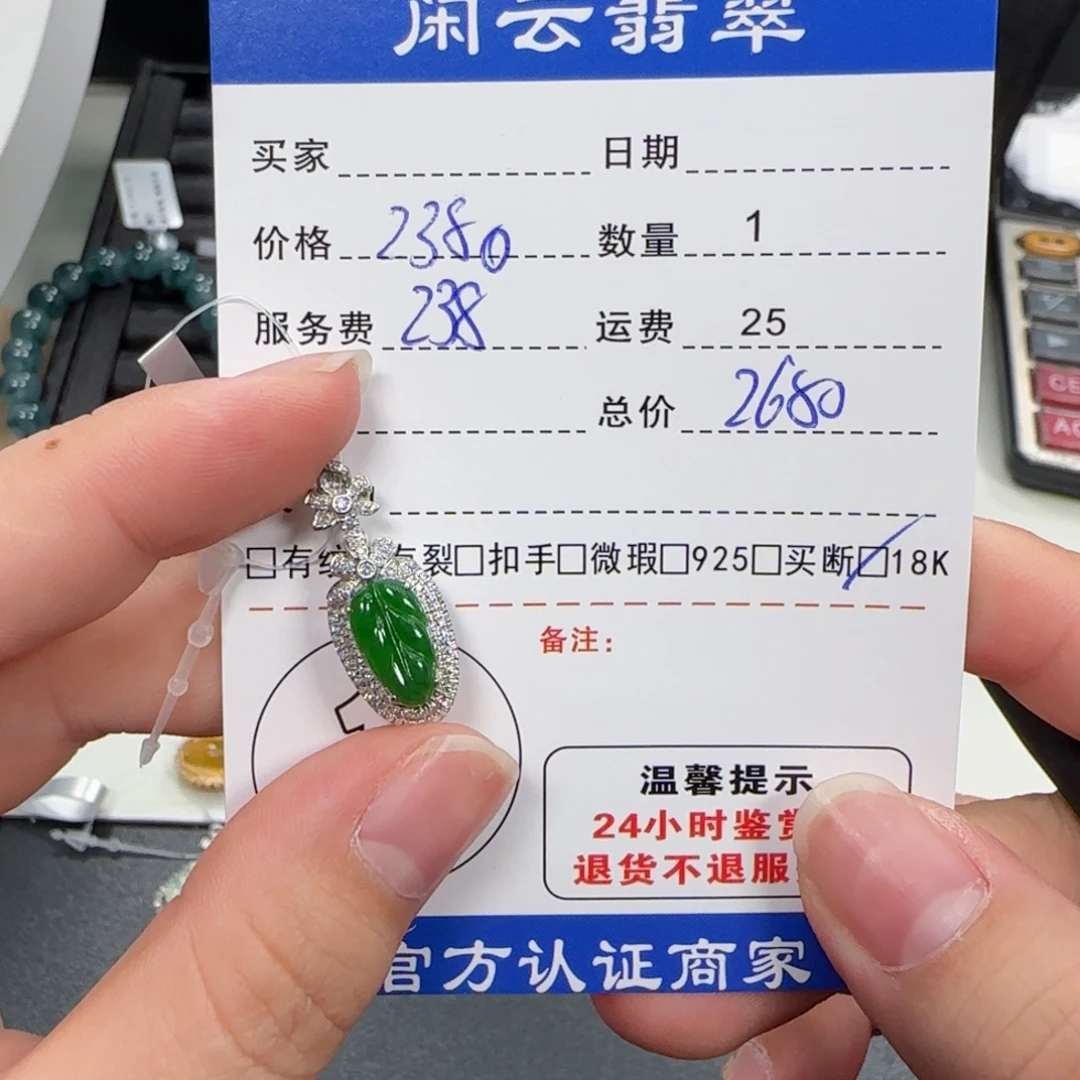 闲云翡翠
买家 日期
价格 2380 数量 1
服务费 238 运费 25
总价 2680
□有纹 有裂□扣手□微瑕□925□买断□18K
备注:
温馨提示
24小时鉴赏
退货不退服
官方认证商家
CE
AC